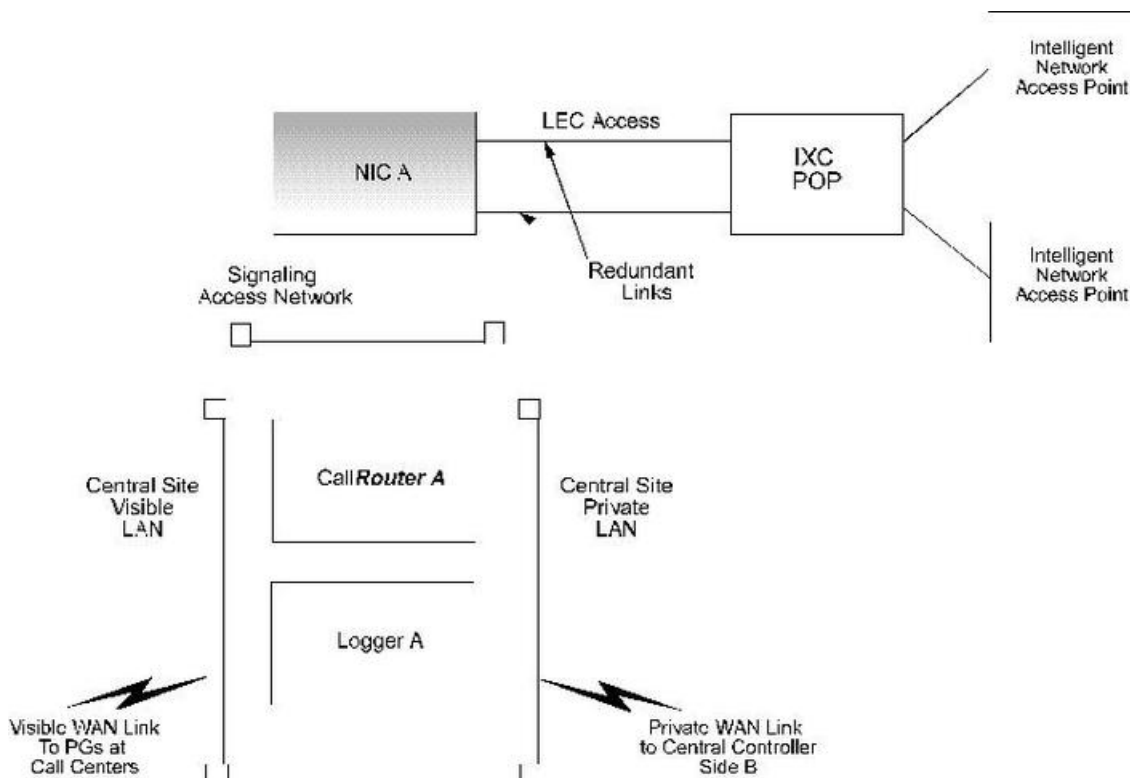 Intelligent
Network
Access Point
LEC Access
NIC A
IXC
POP
Redundant
Links
Intelligent
Network
Access Point
Signaling
Access Network
Central Site
Visible
LAN
CallRouter A
Central Site
Private
LAN
Logger A
Visible WAN Link
To PGs at
Call Centers
Private WAN Link
to Central Controller
Side B